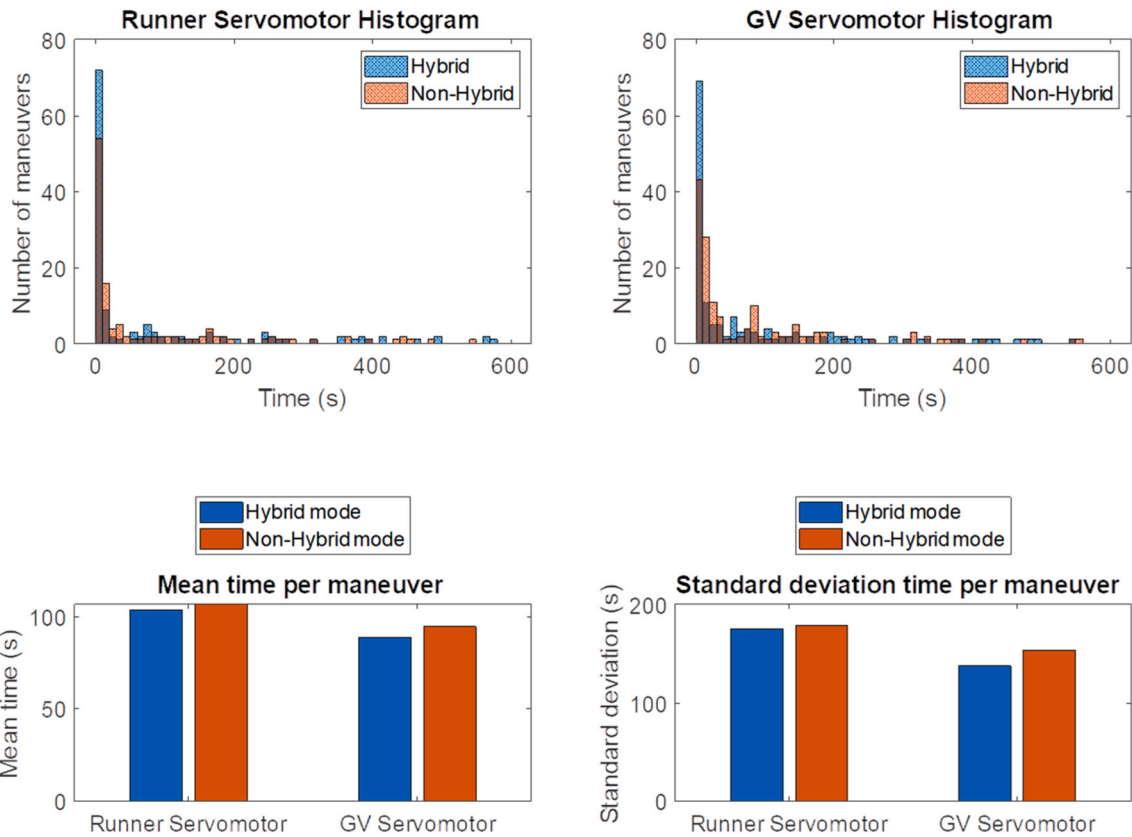 Runner Servomotor Histogram
80
60
40
20
0
Number of maneuvers
Hybrid
Non-Hybrid
0 200 400 600
Time (s)
GV Servomotor Histogram
80
60
40
20
0
Number of maneuvers
Hybrid
Non-Hybrid
0 200 400 600
Time (s)
Hybrid mode
Non-Hybrid mode
Mean time per maneuver
100
50
0
Mean time (s)
Runner Servomotor GV Servomotor
Hybrid mode
Non-Hybrid mode
Standard deviation time per maneuver
200
100
0
Standard deviation (s)
Runner Servomotor GV Servomotor